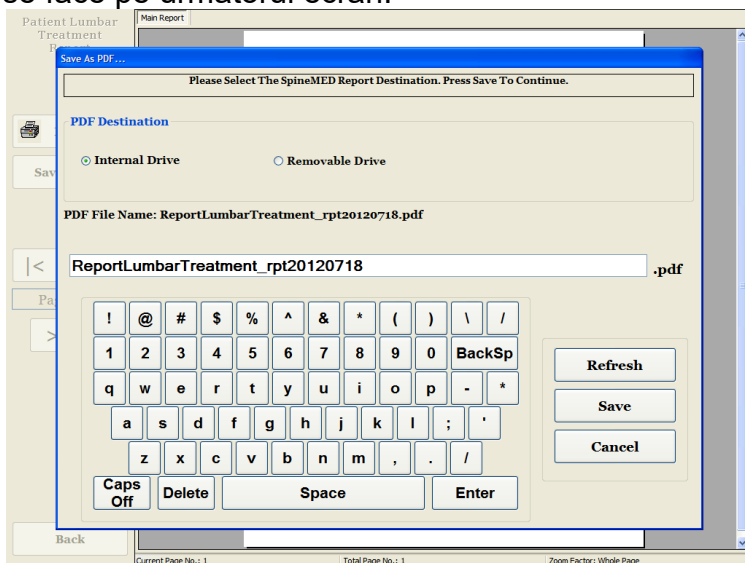 se face pe următorul ecran.
Patient Lumbar
Treatment
Report
Main Report
Save As PDF...
Please Select The SpineMED Report Destination. Press Save To Continue.
PDF Destination
Internal Drive
Removable Drive
Sav
PDF File Name: ReportLumbarTreatment_rpt20120718.pdf
ReportLumbarTreatment_rpt20120718
.pdf
|<
Pa
>
! @ # $ % ^ & * ( ) \ /
1 2 3 4 5 6 7 8 9 0 BackSp
q w e r t y u i o p - *
a s d f g h j k l ; '
z x c v b n m , . /
Caps Off Delete Space Enter
Refresh
Save
Cancel
Back
Current Page No.: 1
Total Page No.: 1
Zoom Factor: Whole Page